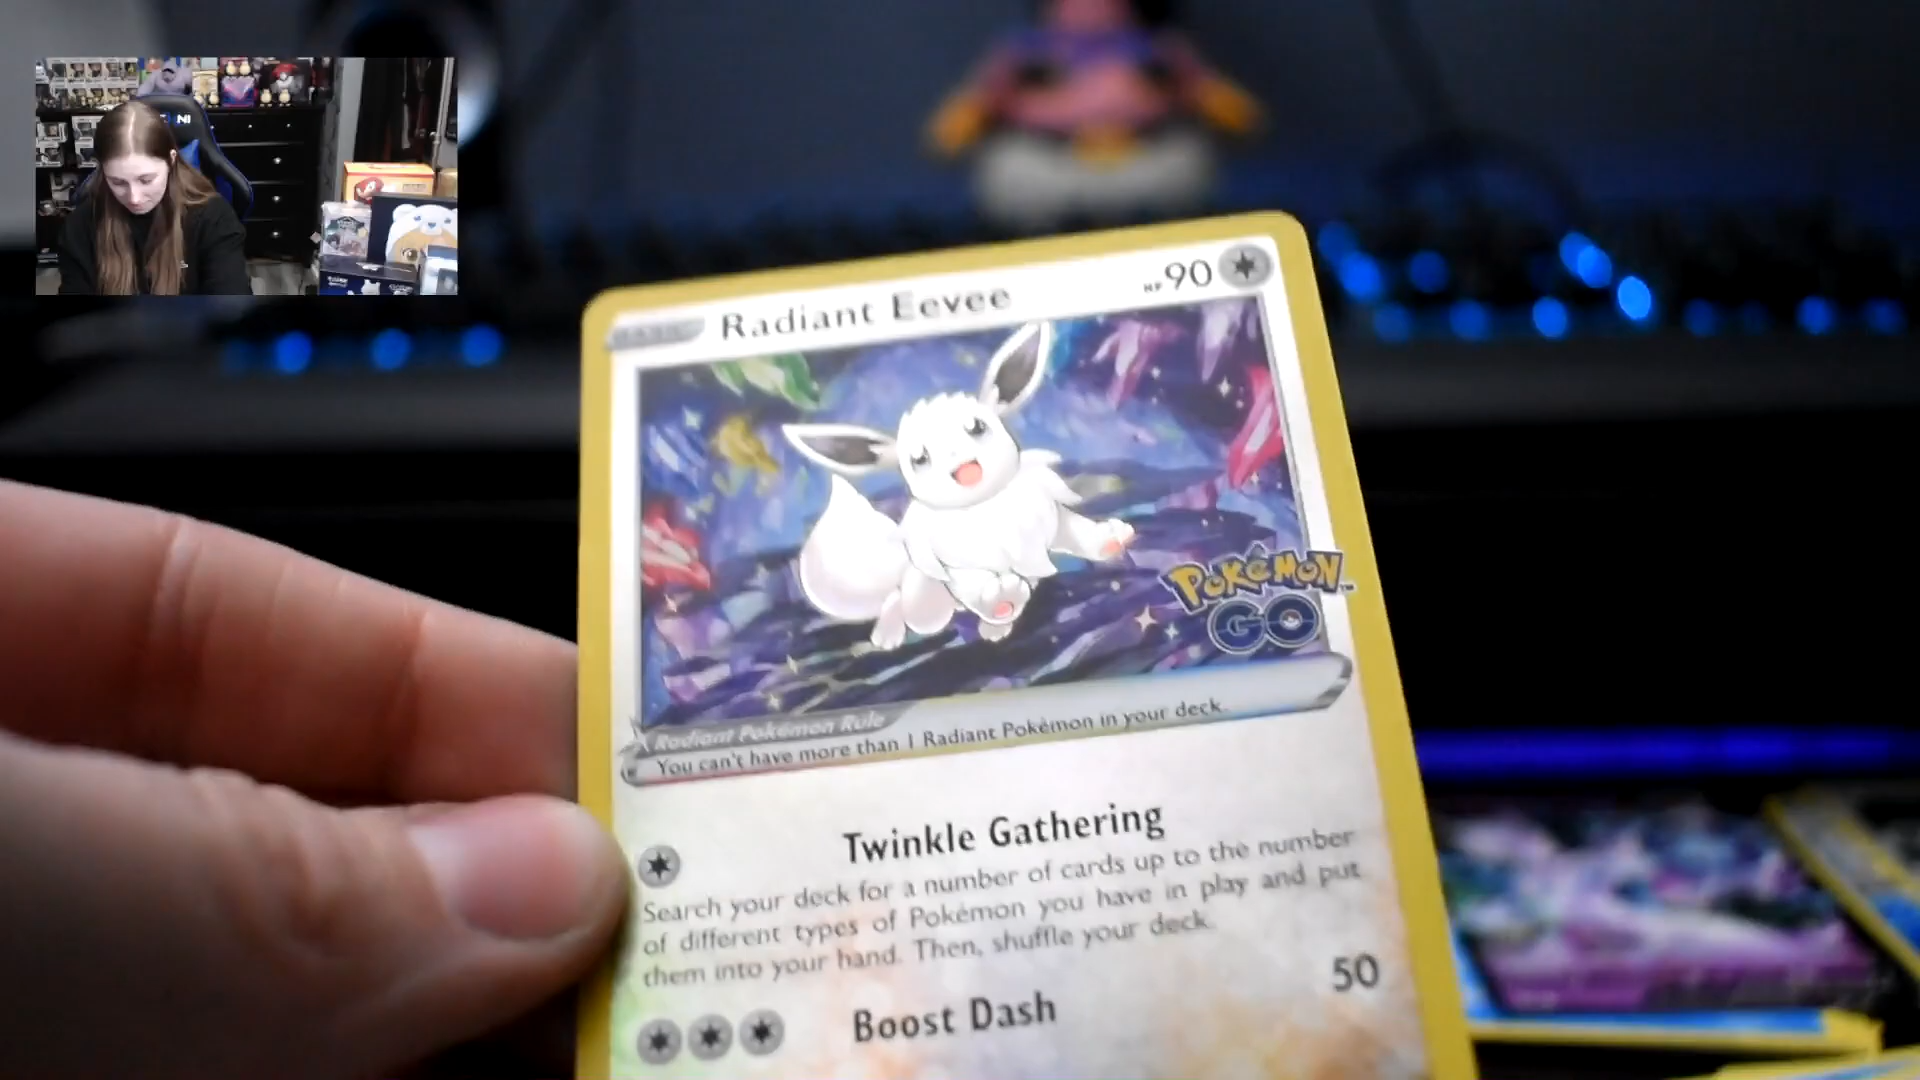 Radiant Eevee
HP 90
POKÉMON
GO
Radiant Pokémon Rule
You can't have more than 1 Radiant Pokémon in your deck.
Twinkle Gathering
Search your deck for a number of cards up to the number
of different types of Pokémon you have in play and put
them into your hand. Then, shuffle your deck.
Boost Dash
50